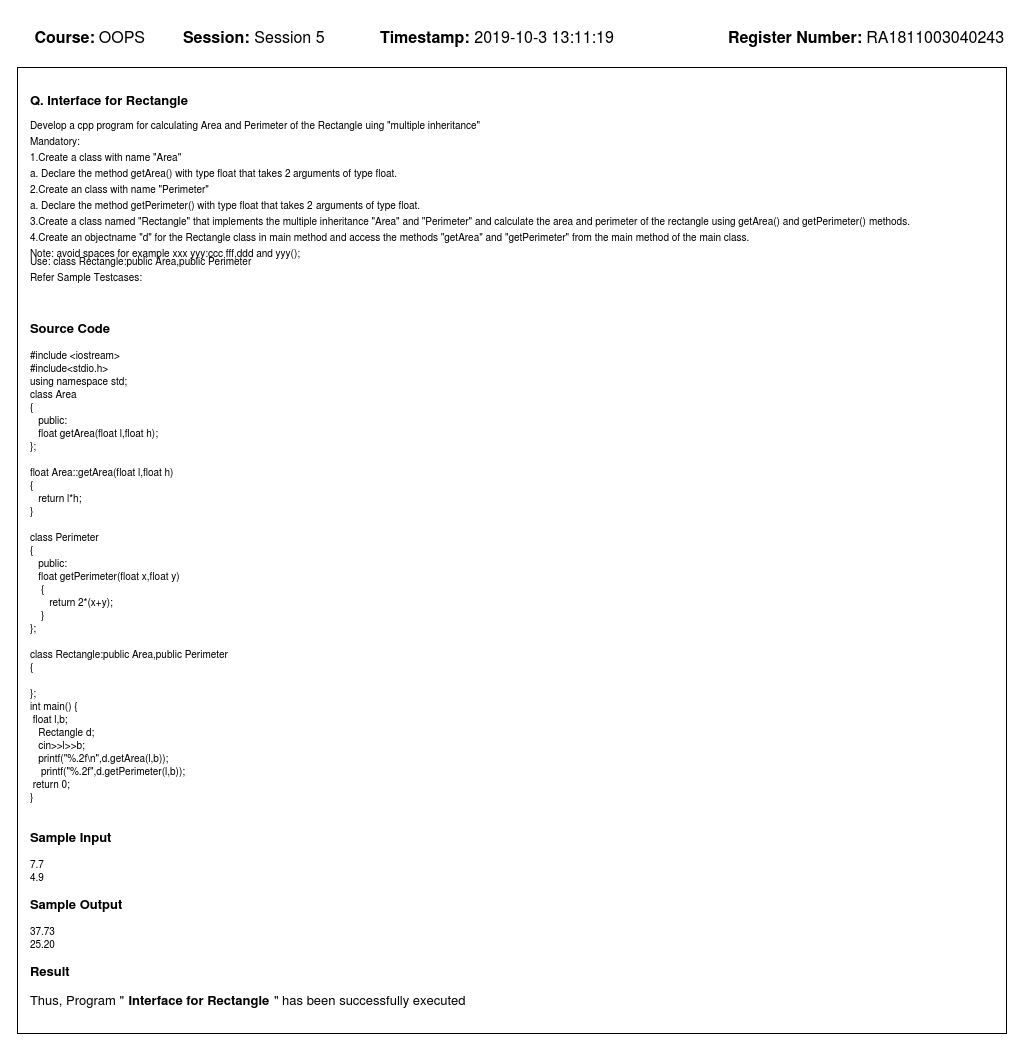 Course: OOPS Session: Session 5 Timestamp: 2019-10-3 13:11:19 Register Number: RA1811003040243
Q. Interface for Rectangle
Develop a cpp program for calculating Area and Perimeter of the Rectangle uing "multiple inheritance"
Mandatory:
1.Create a class with name "Area"
a. Declare the method getArea() with type float that takes 2 arguments of type float.
2.Create an class with name "Perimeter"
a. Declare the method getPerimeter() with type float that takes 2 arguments of type float.
3.Create a class named "Rectangle" that implements the multiple inheritance "Area" and "Perimeter" and calculate the area and perimeter of the rectangle using getArea() and getPerimeter() methods.
4.Create an objectname "d" for the Rectangle class in main method and access the methods "getArea" and "getPerimeter" from the main method of the main class.
Note: avoid spaces for example xxx yyy:ccc fff,ddd and yyy();
Use: class Rectangle:public Area,public Perimeter
Refer Sample Testcases:
Source Code
#include <iostream>
#include<stdio.h>
using namespace std;
class Area
{
public:
float getArea(float l,float h);
};
float Area::getArea(float l,float h)
{
return l*h;
}
class Perimeter
{
public:
float getPerimeter(float x,float y)
{
return 2*(x+y);
}
};
class Rectangle:public Area,public Perimeter
{
};
int main() {
float l,b;
Rectangle d;
cin>>l>>b;
printf("%.2f\n",d.getArea(l,b));
printf("%.2f",d.getPerimeter(l,b));
return 0;
}
Sample Input
7.7
4.9
Sample Output
37.73
25.20
Result
Thus, Program " Interface for Rectangle " has been successfully executed